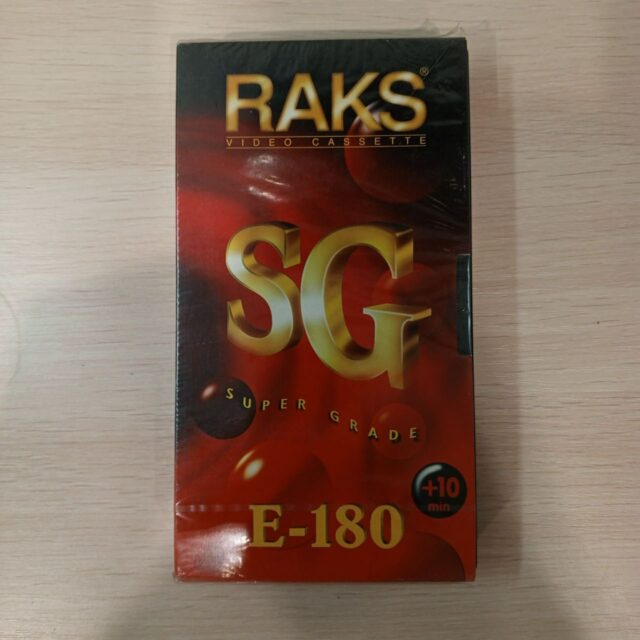 RAKS®
VIDEO CASSETTE
SG
SUPER GRADE
+10
min
E-180